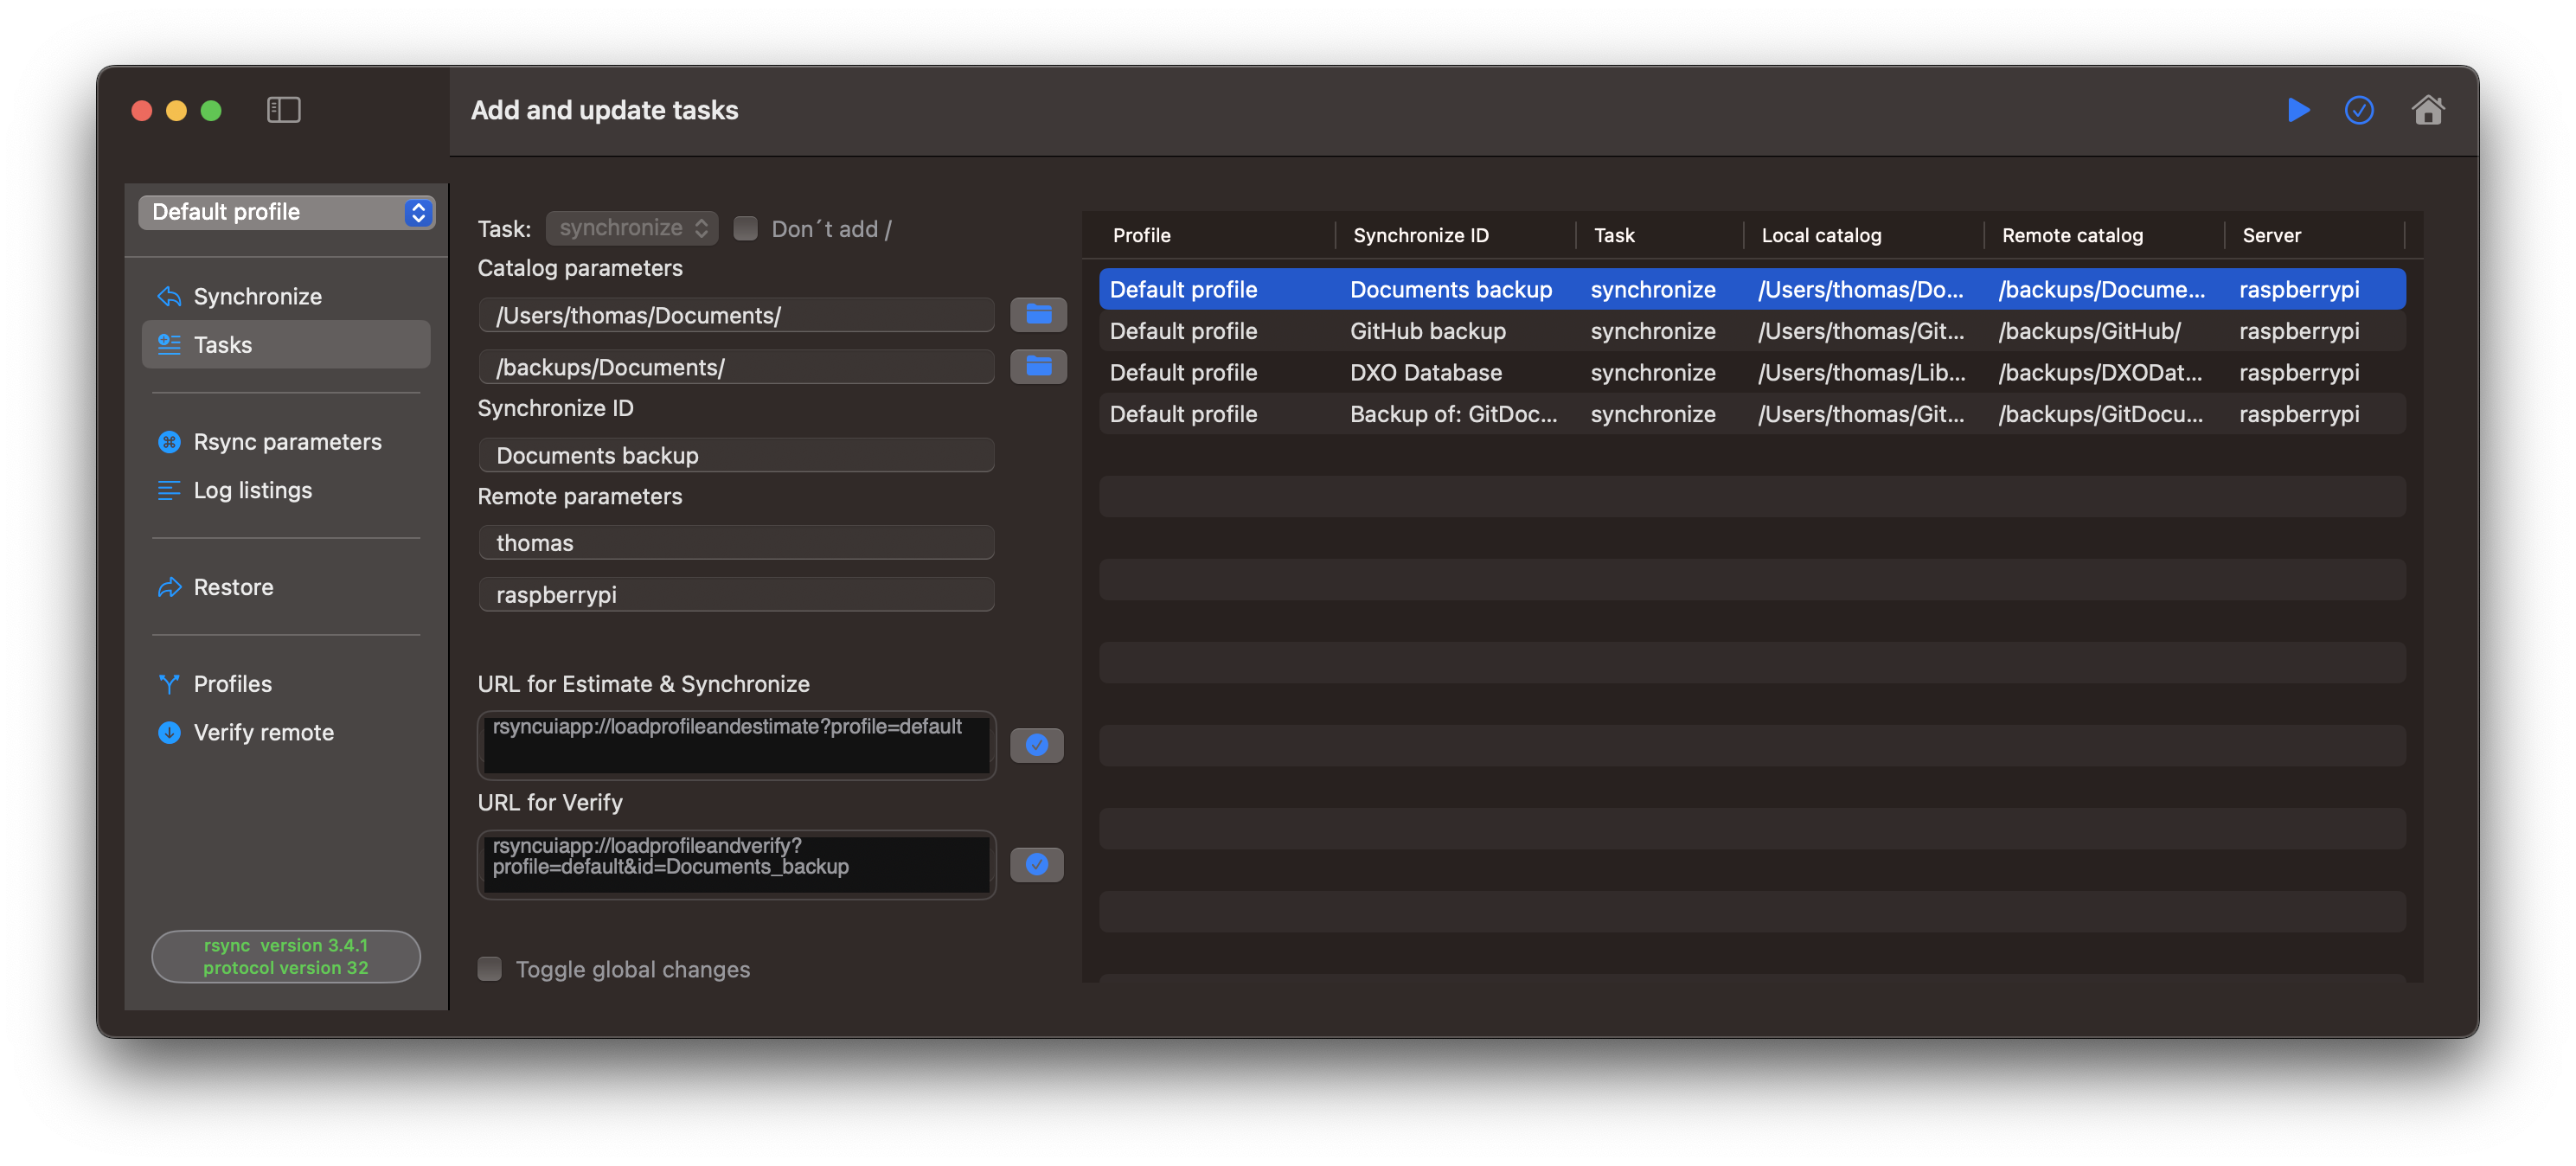 Add and update tasks
Default profile
Synchronize
Tasks
Rsync parameters
Log listings
Restore
Profiles
Verify remote
rsync  version 3.4.1
protocol version 32
Task: synchronize Don´t add /
Catalog parameters
/Users/thomas/Documents/
/backups/Documents/
Synchronize ID
Documents backup
Remote parameters
thomas
raspberrypi
URL for Estimate & Synchronize
rsyncuiapp://loadprofileandestimate?profile=default
URL for Verify
rsyncuiapp://loadprofileandverify?
profile=default&id=Documents_backup
Toggle global changes
Profile Synchronize ID Task Local catalog Remote catalog Server
Default profile Documents backup synchronize /Users/thomas/Do... /backups/Docume... raspberrypi
Default profile GitHub backup synchronize /Users/thomas/Git... /backups/GitHub/ raspberrypi
Default profile DXO Database synchronize /Users/thomas/Lib... /backups/DXODat... raspberrypi
Default profile Backup of: GitDoc... synchronize /Users/thomas/Git... /backups/GitDocu... raspberrypi